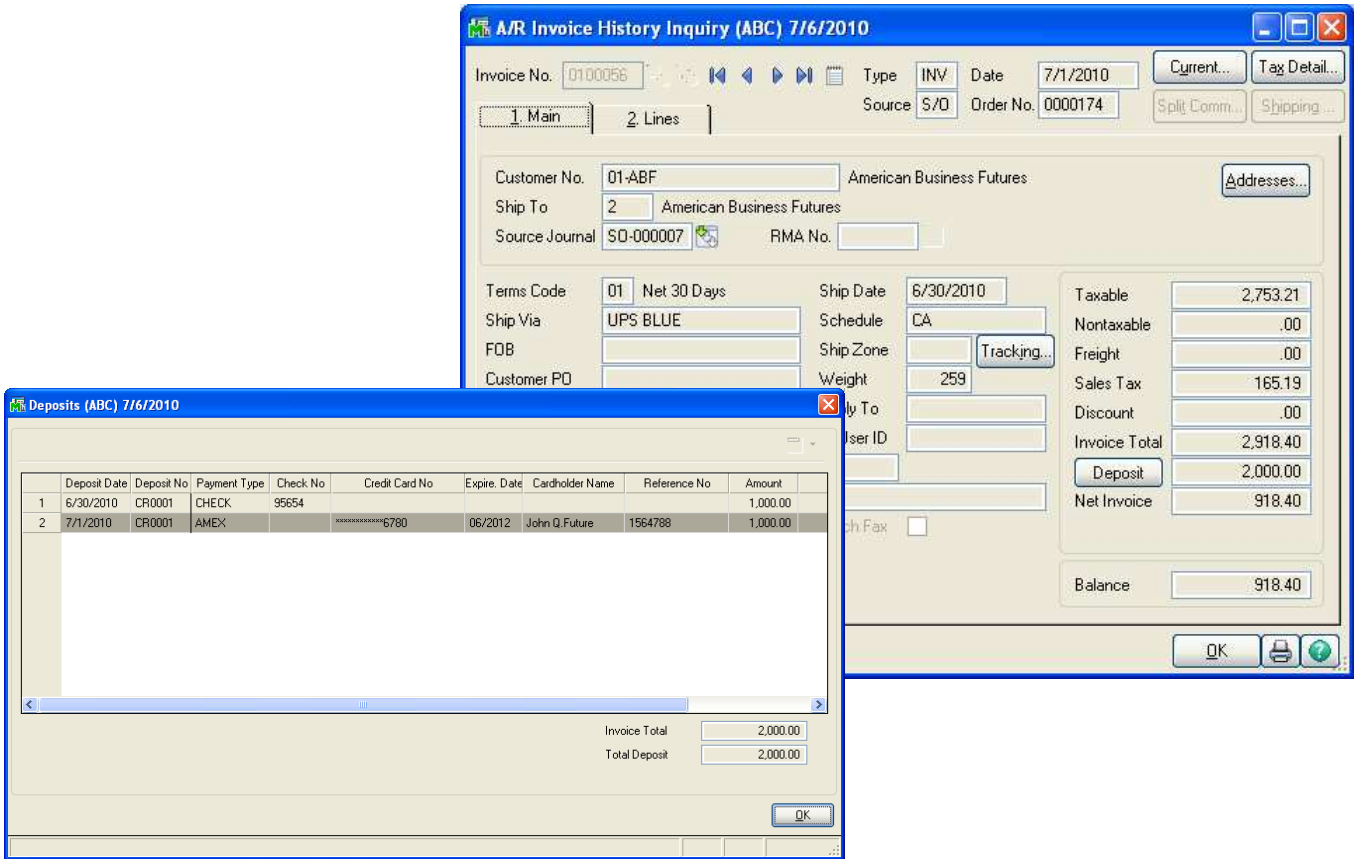 A/R Invoice History Inquiry (ABC) 7/6/2010
Invoice No. 0100056 Type INV Date 7/1/2010 Current... Tax Detail...
Source S/O Order No. 0000174 Split Comm... Shipping ...
1. Main 2. Lines
Customer No. 01-ABF American Business Futures Addresses...
Ship To 2 American Business Futures
Source Journal SO-000007 RMA No.
Terms Code 01 Net 30 Days Ship Date 6/30/2010 Taxable 2,753.21
Ship Via UPS BLUE Schedule CA Nontaxable .00
FOB Ship Zone Tracking... Freight .00
Customer PO Weight 259 Sales Tax 165.19
ly To Discount .00
User ID Invoice Total 2,918.40
Deposit 2,000.00
Net Invoice 918.40
ch Fax
Balance 918.40
OK
Deposits (ABC) 7/6/2010
Deposit Date Deposit No Payment Type Check No Credit Card No Expire. Date Cardholder Name Reference No Amount
1 6/30/2010 CR0001 CHECK 95654 1,000.00
2 7/1/2010 CR0001 AMEX ************6780 06/2012 John Q.Future 1564788 1,000.00
Invoice Total 2,000.00
Total Deposit 2,000.00
OK